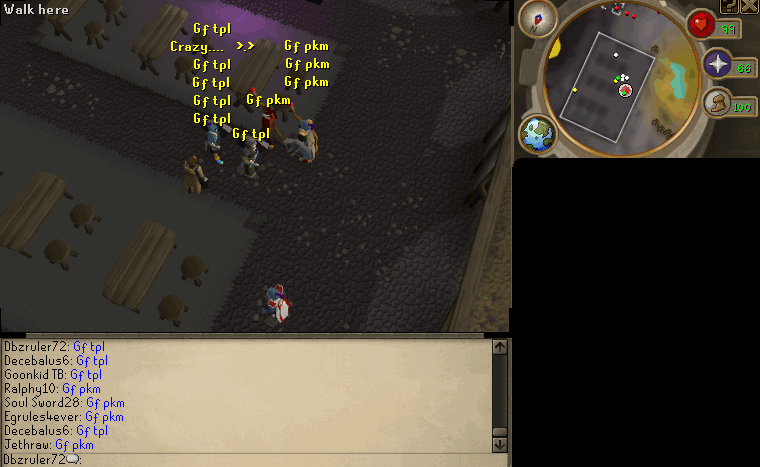 Walk here
Gf tpl
Crazy.... >.>
Gf pkm
Gf tpl
Gf pkm
Gf tpl
Gf pkm
Gf tpl
Gf pkm
Gf tpl
Gf tpl
N
?
99
66
100
Dbzruler72: Gf tpl
Decebalus6: Gf tpl
Goonkid TB: Gf tpl
Ralphy10: Gf pkm
Soul Sword28: Gf pkm
Egrules4ever: Gf pkm
Decebalus6: Gf tpl
Jethraw: Gf pkm
Dbzruler72: